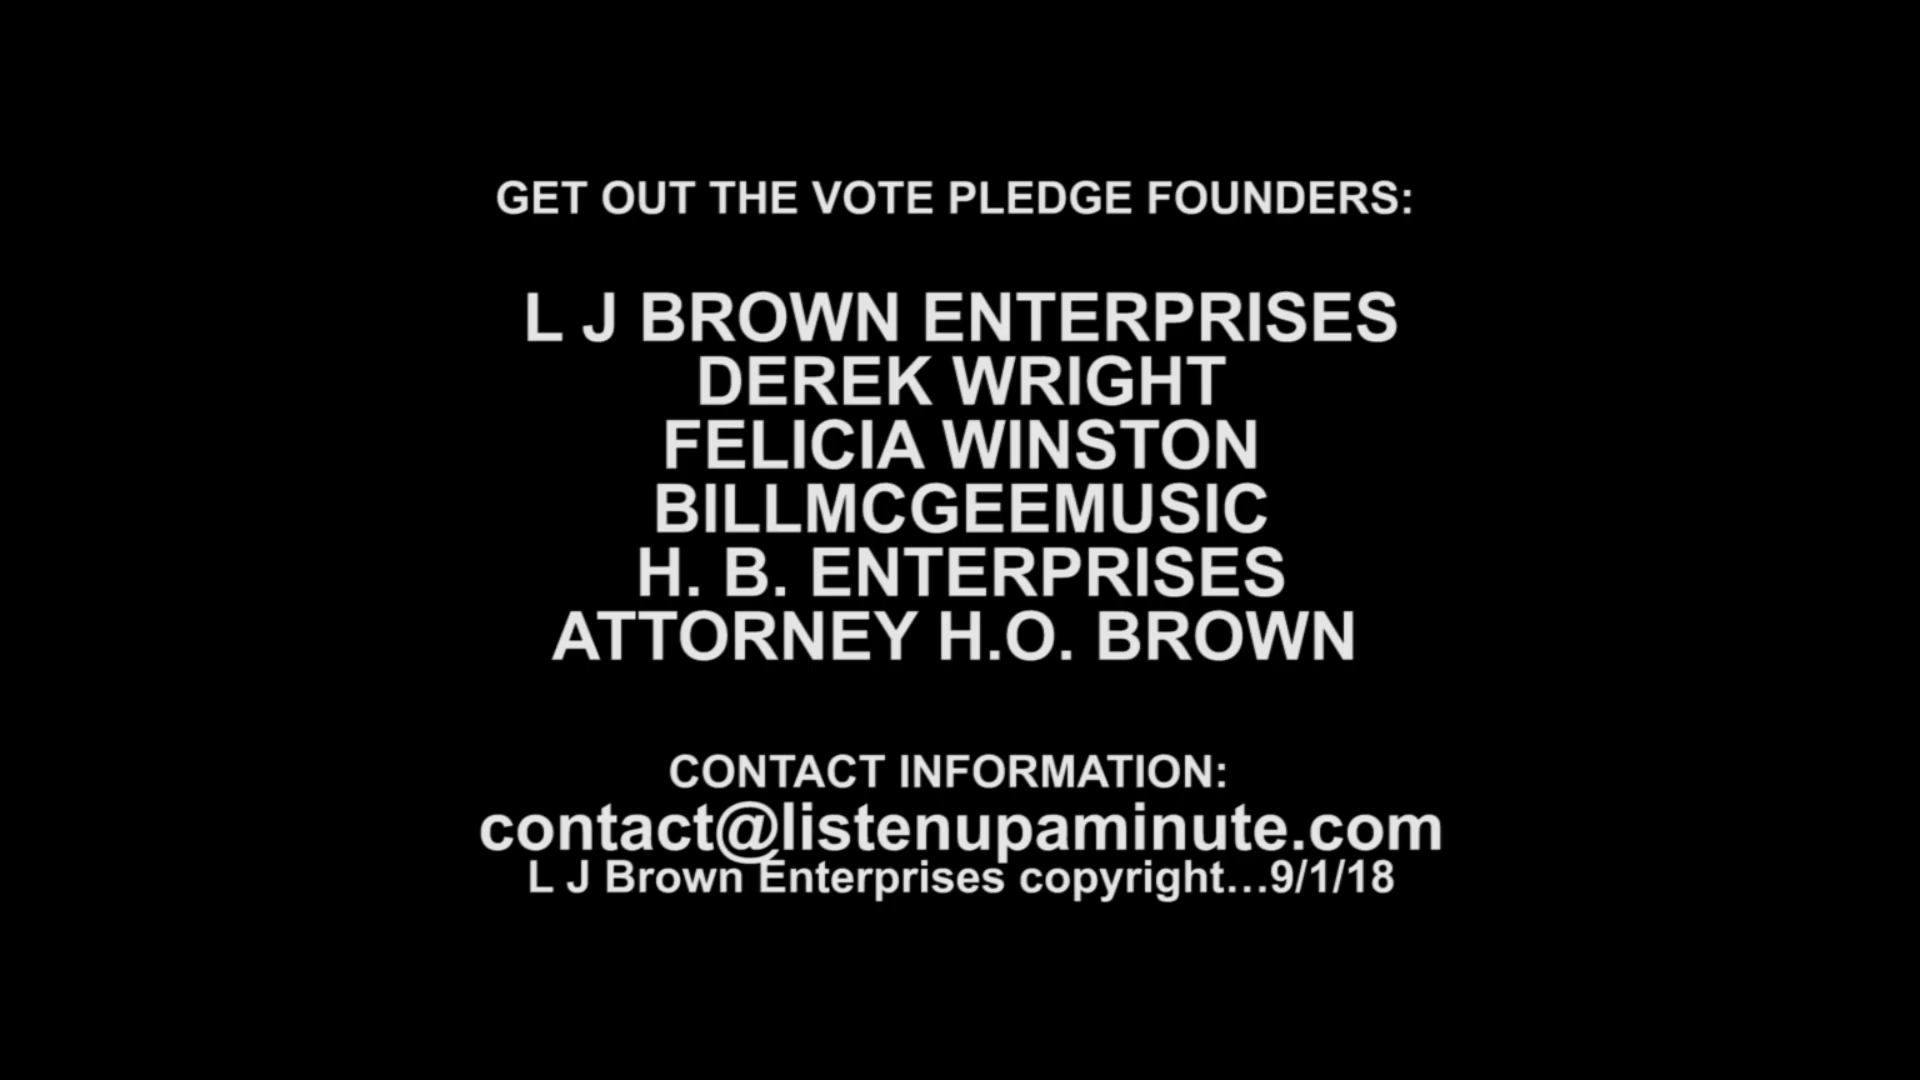 GET OUT THE VOTE PLEDGE FOUNDERS:
L J BROWN ENTERPRISES
DEREK WRIGHT
FELICIA WINSTON
BILLMCGEEMUSIC
H. B. ENTERPRISES
ATTORNEY H.O. BROWN
CONTACT INFORMATION:
contact@listenupaminute.com
L J Brown Enterprises copyright...9/1/18